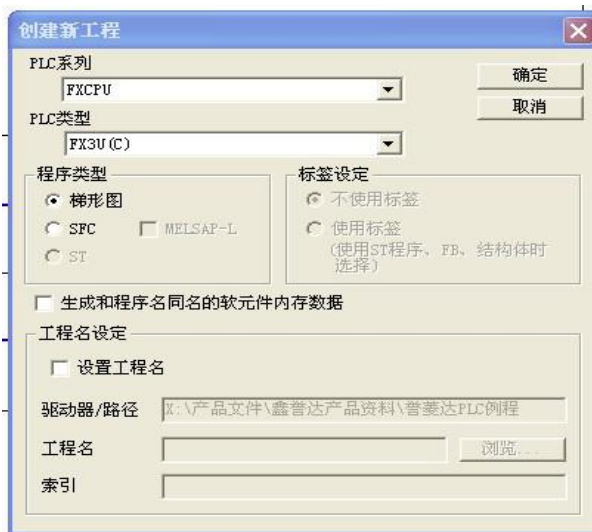 创建新工程
PLC系列
FXCPU
确定
取消
PLC类型
FX3U(C)
程序类型
标签设定
梯形图
不使用标签
SFC
MELSAP-L
使用标签
(使用ST程序、FB、结构体时
选择)
ST
生成和程序名同名的软元件内存数据
工程名设定
设置工程名
驱动器/路径
X:\产品文件\鑫普达产品资料\普菱达PLC例程
工程名
浏览...
索引